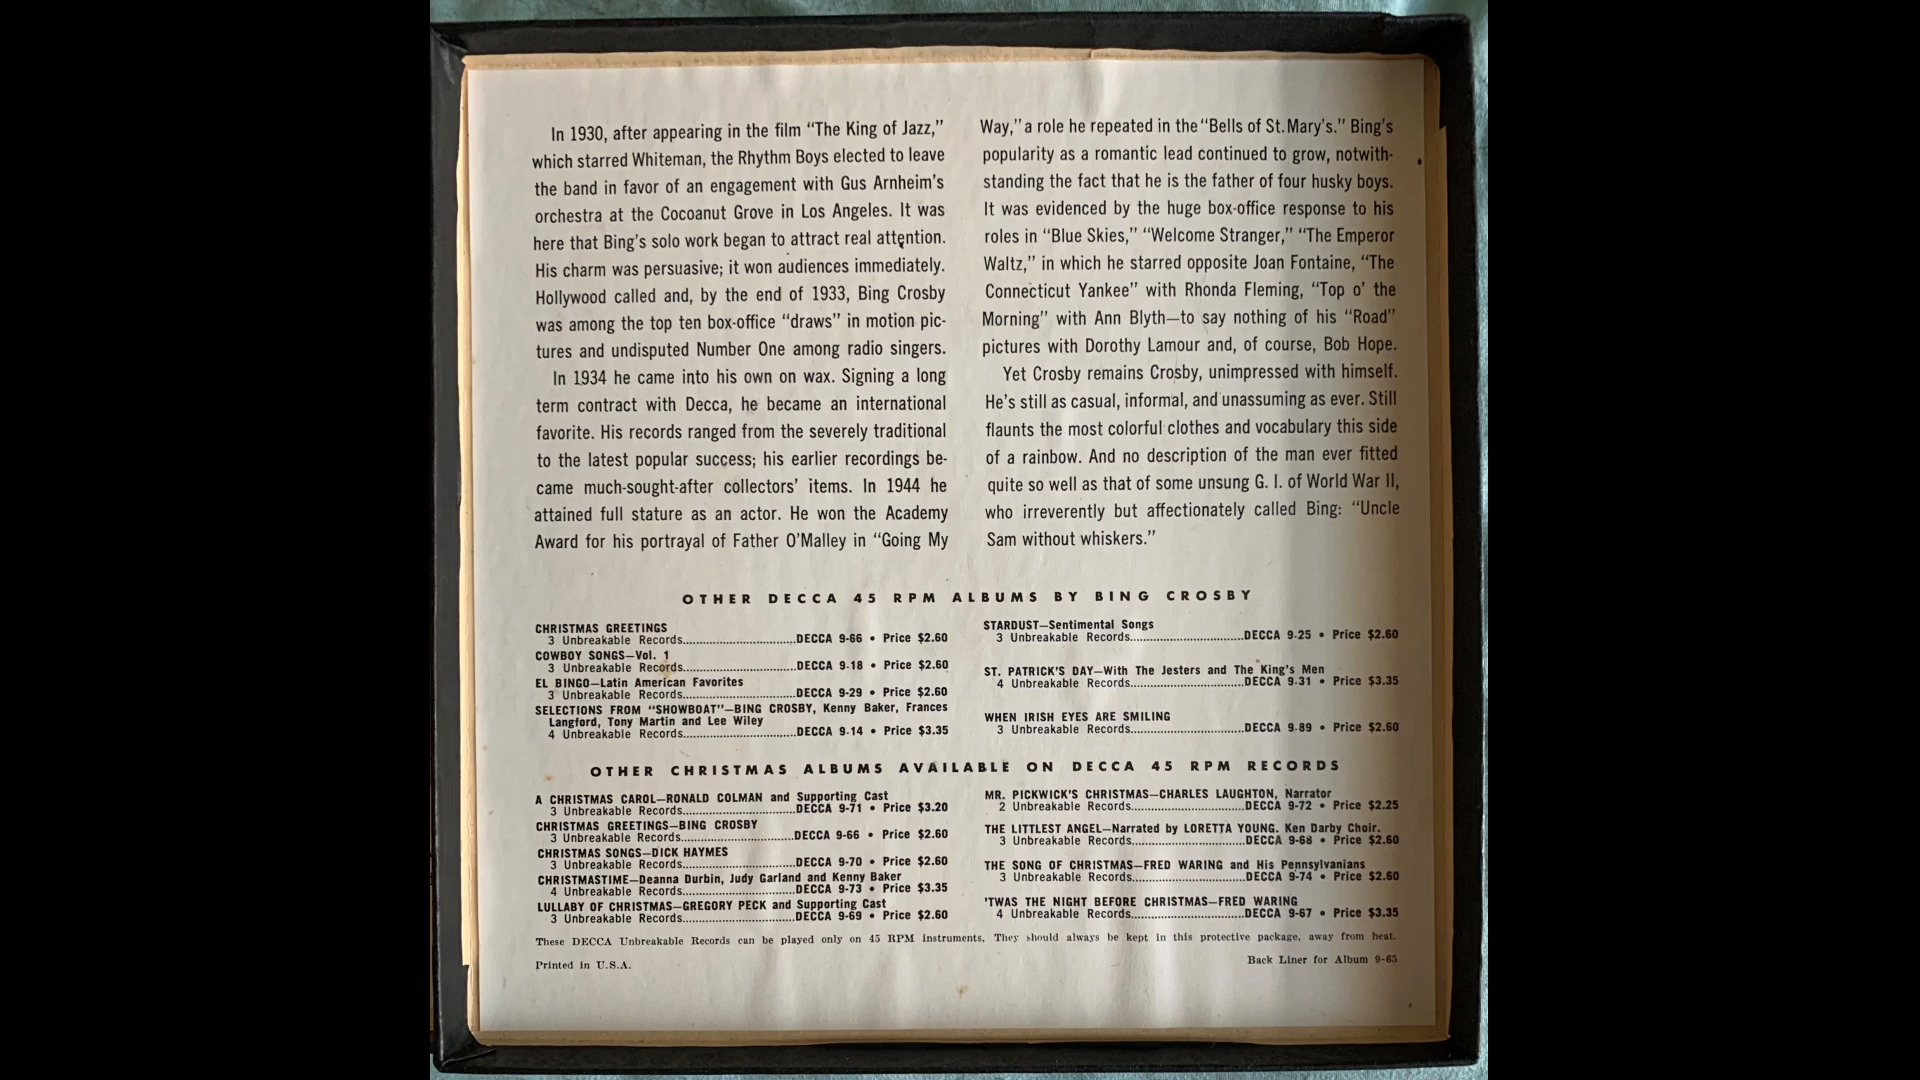 In 1930, after appearing in the film “The King of Jazz,”
which starred Whiteman, the Rhythm Boys elected to leave
the band in favor of an engagement with Gus Arnheim’s
orchestra at the Cocoanut Grove in Los Angeles. It was
here that Bing’s solo work began to attract real attention.
His charm was persuasive; it won audiences immediately.
Hollywood called and, by the end of 1933, Bing Crosby
was among the top ten box-office “draws” in motion pic-
tures and undisputed Number One among radio singers.
In 1934 he came into his own on wax. Signing a long
term contract with Decca, he became an international
favorite. His records ranged from the severely traditional
to the latest popular success; his earlier recordings be-
came much-sought-after collectors’ items. In 1944 he
attained full stature as an actor. He won the Academy
Award for his portrayal of Father O’Malley in “Going My
Way,” a role he repeated in the “Bells of St. Mary’s.” Bing’s
popularity as a romantic lead continued to grow, notwith-
standing the fact that he is the father of four husky boys.
It was evidenced by the huge box-office response to his
roles in “Blue Skies,” “Welcome Stranger,” “The Emperor
Waltz,” in which he starred opposite Joan Fontaine, “The
Connecticut Yankee” with Rhonda Fleming, “Top o’ the
Morning” with Ann Blyth—to say nothing of his “Road”
pictures with Dorothy Lamour and, of course, Bob Hope.
Yet Crosby remains Crosby, unimpressed with himself.
He’s still as casual, informal, and unassuming as ever. Still
flaunts the most colorful clothes and vocabulary this side
of a rainbow. And no description of the man ever fitted
quite so well as that of some unsung G. I. of World War II,
who irreverently but affectionately called Bing: “Uncle
Sam without whiskers.”
OTHER DECCA 45 RPM ALBUMS BY BING CROSBY
CHRISTMAS GREETINGS
3 Unbreakable Records..............................DECCA 9-66 • Price $2.60
COWBOY SONGS—Vol. 1
3 Unbreakable Records..............................DECCA 9-18 • Price $2.60
EL BINGO—Latin American Favorites
3 Unbreakable Records..............................DECCA 9-29 • Price $2.60
SELECTIONS FROM “SHOWBOAT”—BING CROSBY, Kenny Baker, Frances
Langford, Tony Martin and Lee Wiley
4 Unbreakable Records..............................DECCA 9-14 • Price $3.35
STARDUST—Sentimental Songs
3 Unbreakable Records..............................DECCA 9-25 • Price $2.60
ST. PATRICK’S DAY—With The Jesters and The King’s Men
4 Unbreakable Records..............................DECCA 9-31 • Price $3.35
WHEN IRISH EYES ARE SMILING
3 Unbreakable Records..............................DECCA 9-89 • Price $2.60
OTHER CHRISTMAS ALBUMS AVAILABLE ON DECCA 45 RPM RECORDS
A CHRISTMAS CAROL—RONALD COLMAN and Supporting Cast
3 Unbreakable Records..............................DECCA 9-71 • Price $3.20
CHRISTMAS GREETINGS—BING CROSBY
3 Unbreakable Records..............................DECCA 9-66 • Price $2.60
CHRISTMAS SONGS—DICK HAYMES
3 Unbreakable Records..............................DECCA 9-70 • Price $2.60
CHRISTMASTIME—Deanna Durbin, Judy Garland and Kenny Baker
4 Unbreakable Records..............................DECCA 9-73 • Price $3.35
LULLABY OF CHRISTMAS—GREGORY PECK and Supporting Cast
3 Unbreakable Records..............................DECCA 9-69 • Price $2.60
MR. PICKWICK’S CHRISTMAS—CHARLES LAUGHTON, Narrator
2 Unbreakable Records..............................DECCA 9-72 • Price $2.25
THE LITTLEST ANGEL—Narrated by LORETTA YOUNG. Ken Darby Choir.
3 Unbreakable Records..............................DECCA 9-68 • Price $2.60
THE SONG OF CHRISTMAS—FRED WARING and His Pennsylvanians
3 Unbreakable Records..............................DECCA 9-74 • Price $2.60
’TWAS THE NIGHT BEFORE CHRISTMAS—FRED WARING
4 Unbreakable Records..............................DECCA 9-67 • Price $3.35
These DECCA Unbreakable Records can be played only on 45 RPM instruments. They should always be kept in this protective package, away from heat.
Printed in U.S.A.
Back Liner for Album 9-65